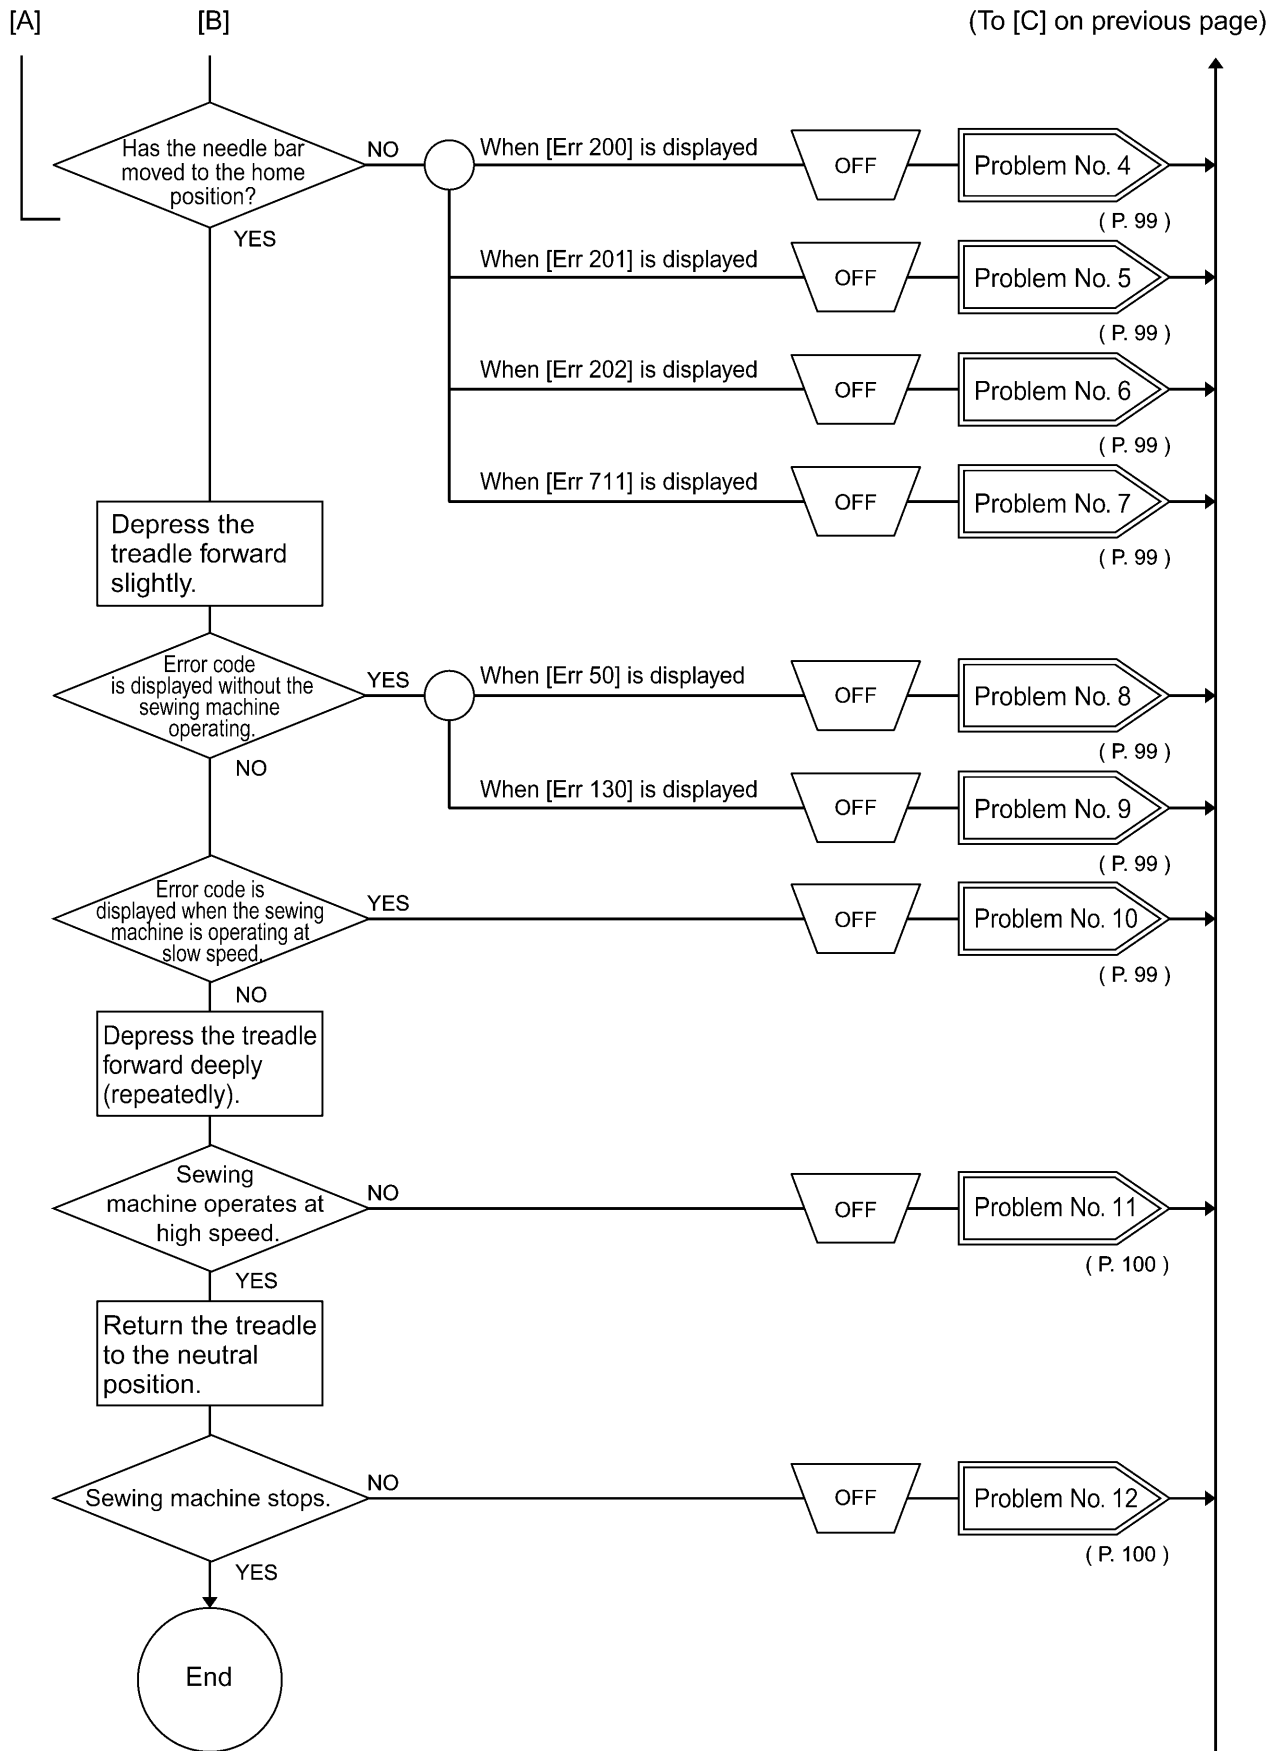 [A]
[B]
(To [C] on previous page)
Has the needle bar
moved to the home
position?
NO
When [Err 200] is displayed
OFF
Problem No. 4
( P. 99 )
YES
When [Err 201] is displayed
OFF
Problem No. 5
( P. 99 )
When [Err 202] is displayed
OFF
Problem No. 6
( P. 99 )
When [Err 711] is displayed
OFF
Problem No. 7
( P. 99 )
Depress the
treadle forward
slightly.
Error code
is displayed without the
sewing machine
operating.
YES
When [Err 50] is displayed
OFF
Problem No. 8
( P. 99 )
NO
When [Err 130] is displayed
OFF
Problem No. 9
( P. 99 )
Error code is
displayed when the sewing
machine is operating at
slow speed.
YES
OFF
Problem No. 10
( P. 99 )
NO
Depress the treadle
forward deeply
(repeatedly).
Sewing
machine operates at
high speed.
NO
OFF
Problem No. 11
( P. 100 )
YES
Return the treadle
to the neutral
position.
Sewing machine stops.
NO
OFF
Problem No. 12
( P. 100 )
YES
End